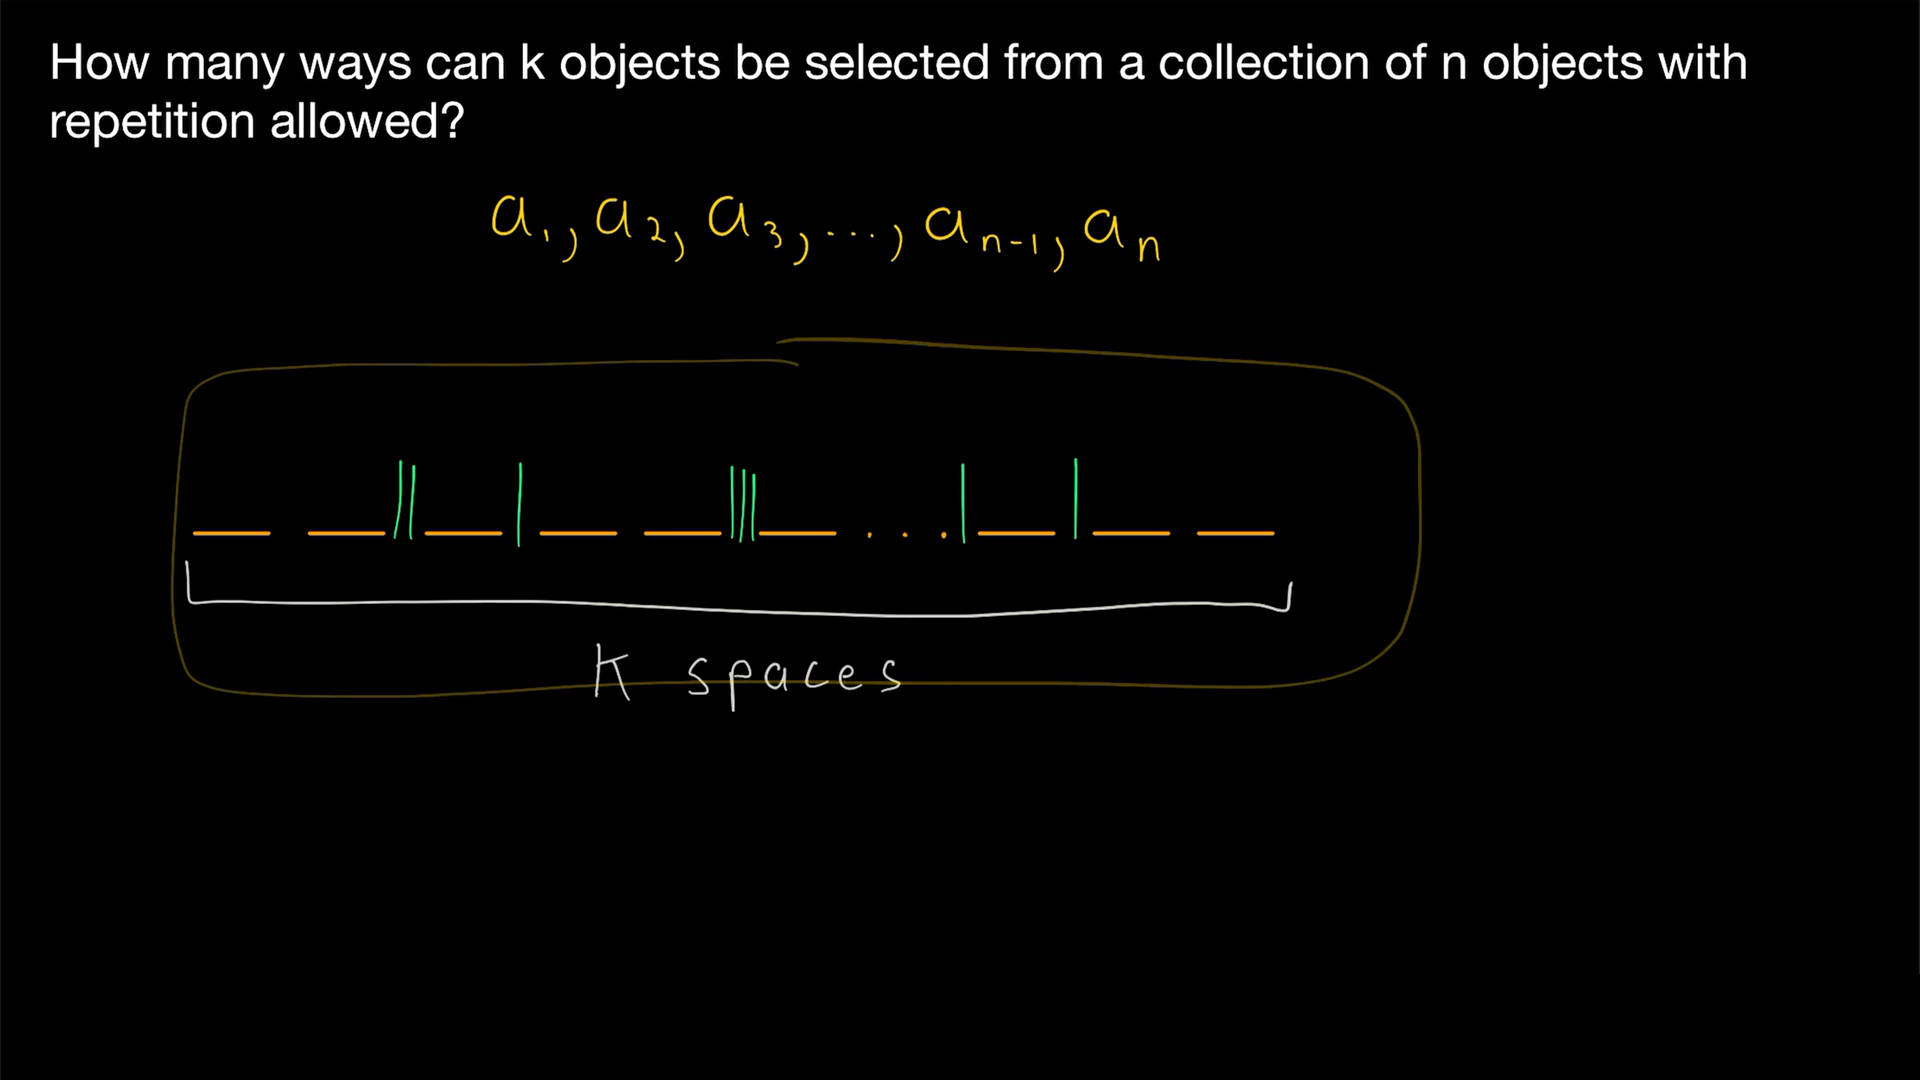 How many ways can k objects be selected from a collection of n objects with
repetition allowed?
a₁, a₂, a₃, ..., aₙ₋₁, aₙ
K spaces